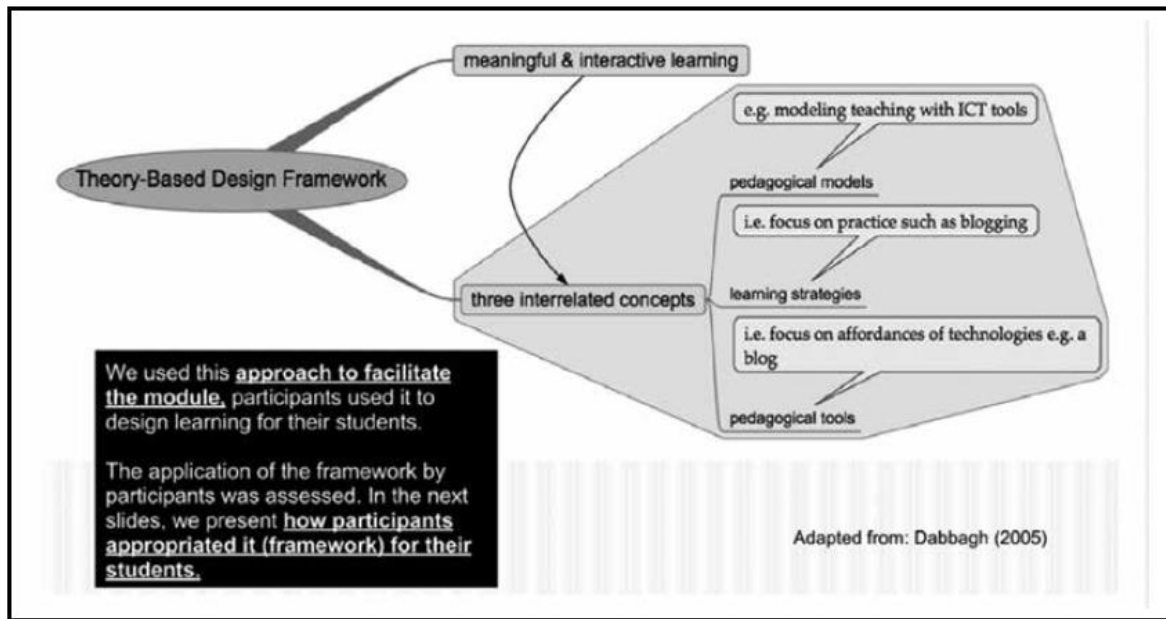 meaningful & interactive learning
e.g. modeling teaching with ICT tools
Theory-Based Design Framework
pedagogical models
i.e. focus on practice such as blogging
three interrelated concepts
learning strategies
i.e. focus on affordances of technologies e.g. a
blog
pedagogical tools
We used this approach to facilitate
the module, participants used it to
design learning for their students.
The application of the framework by
participants was assessed. In the next
slides, we present how participants
appropriated it (framework) for their
students.
Adapted from: Dabbagh (2005)